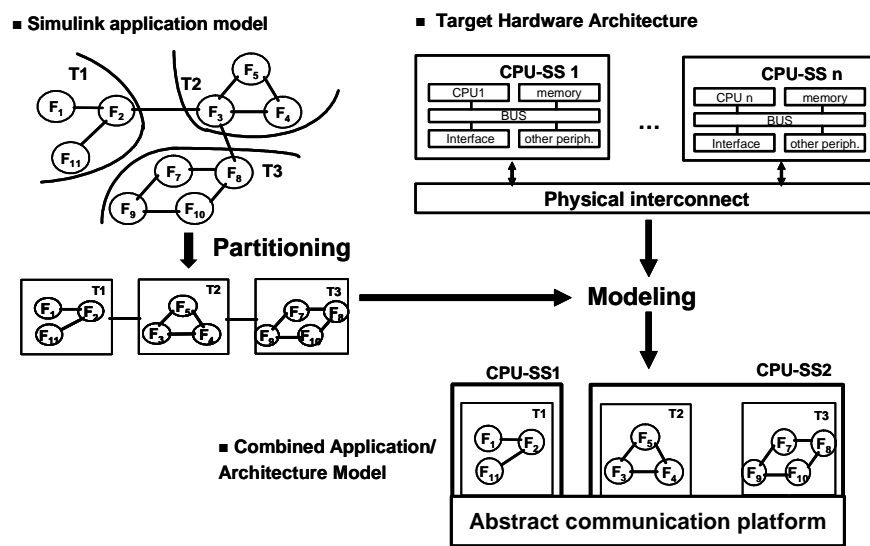 ■ Simulink application model
T1
T2
F5
F1
F2
F3
F4
F11
T3
F7
F8
F9
F10
Partitioning
T1
F1
F2
F11
T2
F5
F3
F4
T3
F7
F8
F9
F10
■ Target Hardware Architecture
CPU-SS 1
CPU1
memory
BUS
Interface
other periph.
...
CPU-SS n
CPU n
memory
BUS
Interface
other periph.
Physical interconnect
Modeling
■ Combined Application/
Architecture Model
CPU-SS1
T1
F1
F2
F11
CPU-SS2
T2
F5
F3
F4
T3
F7
F8
F9
F10
Abstract communication platform